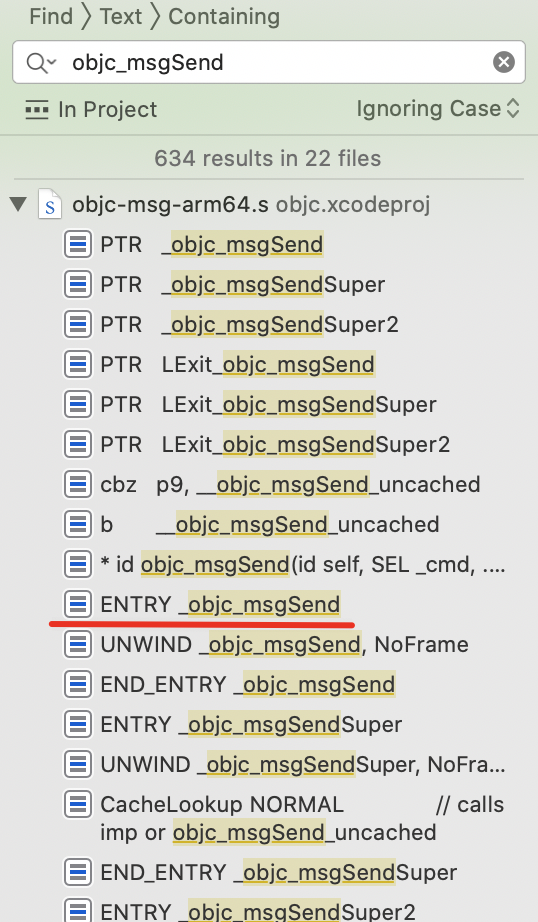 Find > Text > Containing
objc_msgSend
In Project Ignoring Case
634 results in 22 files
S objc-msg-arm64.s objc.xcodeproj
PTR _objc_msgSend
PTR _objc_msgSendSuper
PTR _objc_msgSendSuper2
PTR LExit_objc_msgSend
PTR LExit_objc_msgSendSuper
PTR LExit_objc_msgSendSuper2
cbz p9, __objc_msgSend_uncached
b __objc_msgSend_uncached
* id objc_msgSend(id self, SEL _cmd, ....
ENTRY _objc_msgSend
UNWIND _objc_msgSend, NoFrame
END_ENTRY _objc_msgSend
ENTRY _objc_msgSendSuper
UNWIND _objc_msgSendSuper, NoFra...
CacheLookup NORMAL // calls
imp or objc_msgSend_uncached
END_ENTRY _objc_msgSendSuper
ENTRY _objc_msgSendSuper2